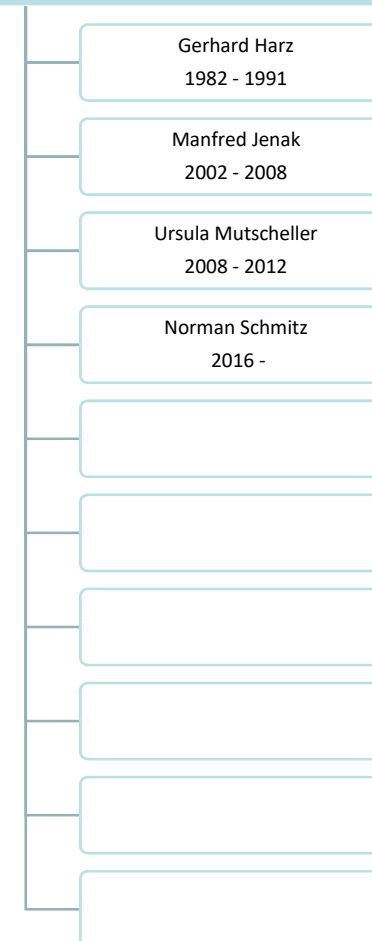 Gerhard Harz
1982 - 1991
Manfred Jenak
2002 - 2008
Ursula Mutscheller
2008 - 2012
Norman Schmitz
2016 -